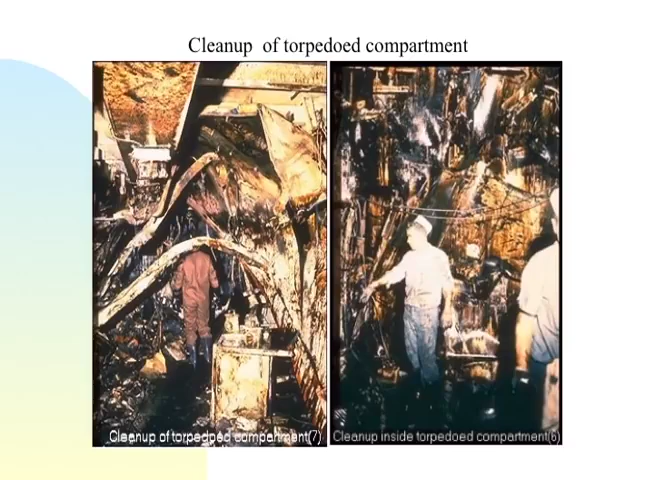 Cleanup  of torpedoed compartment
Cleanup of torpedoed compartment(7)
Cleanup inside torpedoed compartment(6)